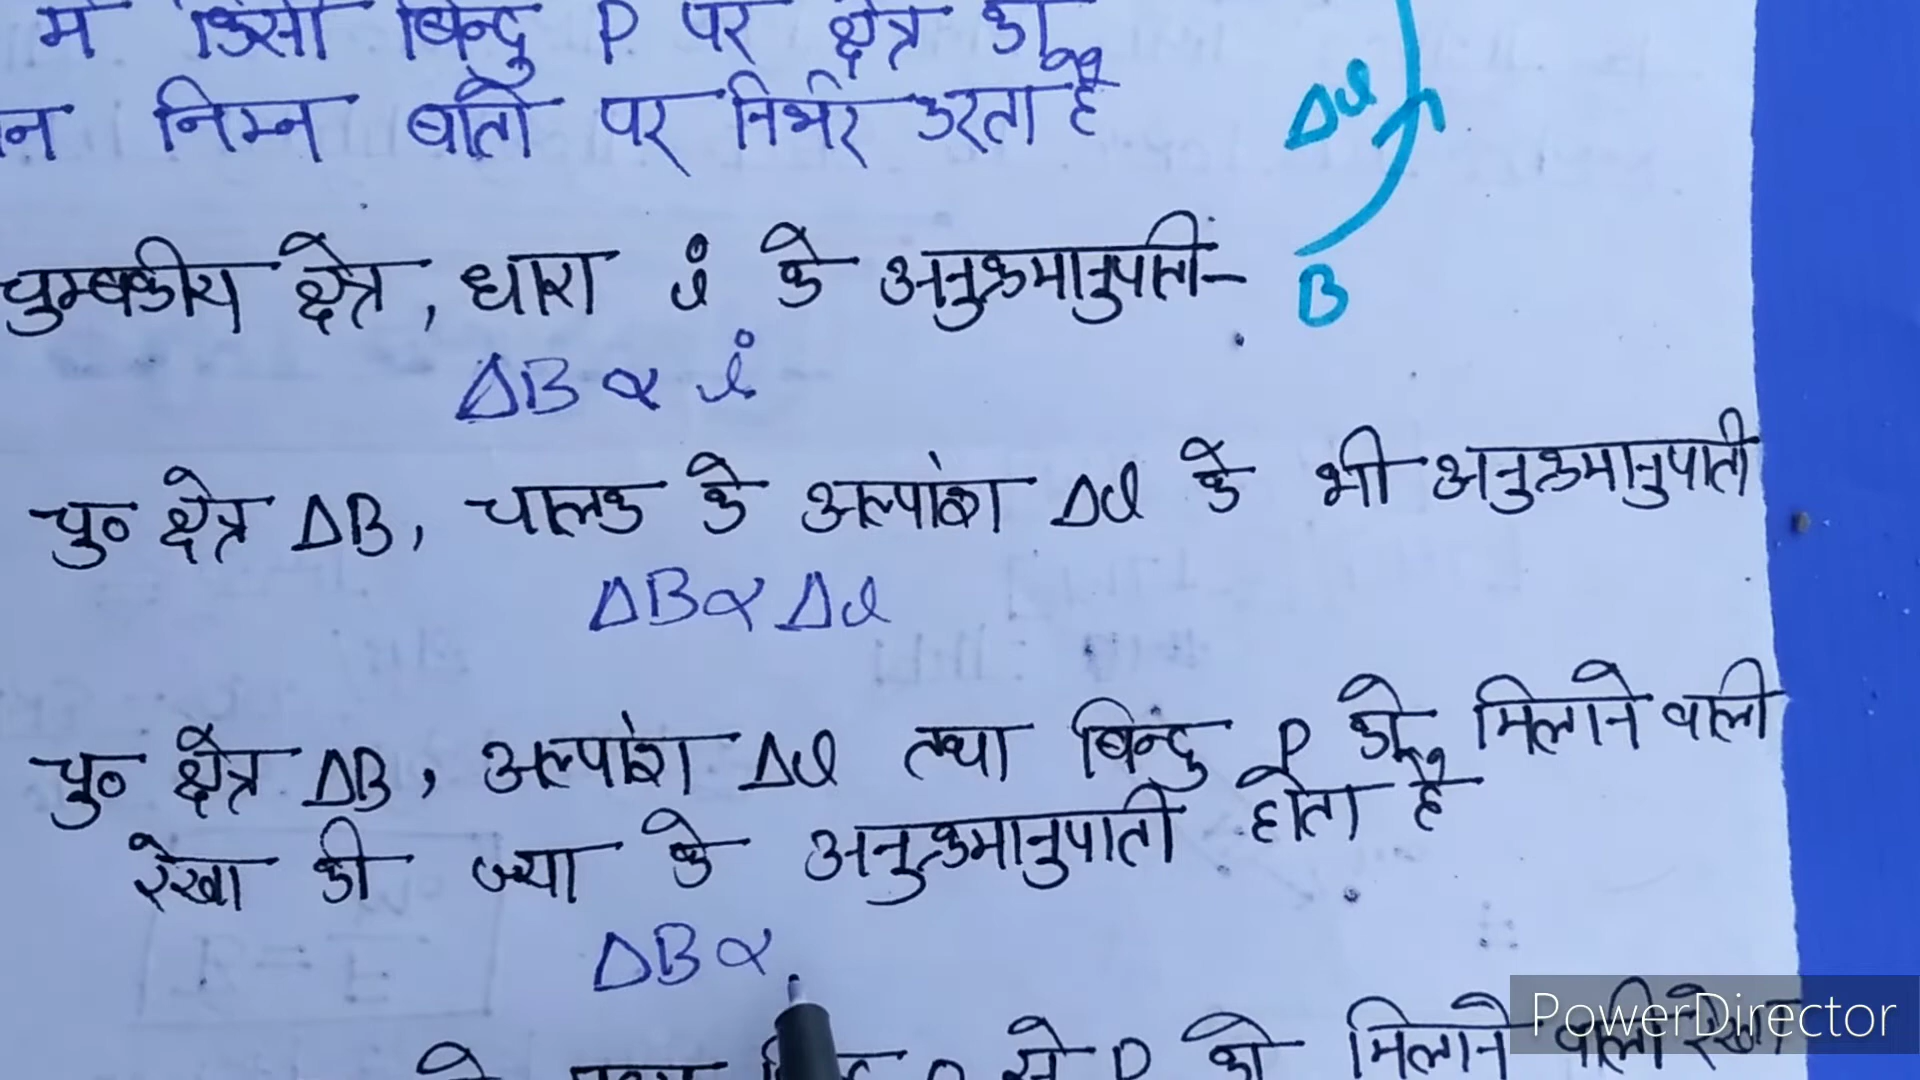 में किसी बिन्दु P पर क्षेत्र का
न निम्न बातों पर निर्भर करता है
Δl
चुम्बकीय क्षेत्र, धारा i के अनुक्रमानुपाती-
B
ΔB ∝ i
चु० क्षेत्र ΔB, चालक के अल्पांश Δl के भी अनुक्रमानुपाती
ΔB ∝ Δl
चु० क्षेत्र ΔB, अल्पांश Δl तथा बिन्दु P को मिलाने वाली
रेखा की ज्या के अनुक्रमानुपाती होता है
ΔB ∝
से P को मिलाने वाली रेखा
PowerDirector